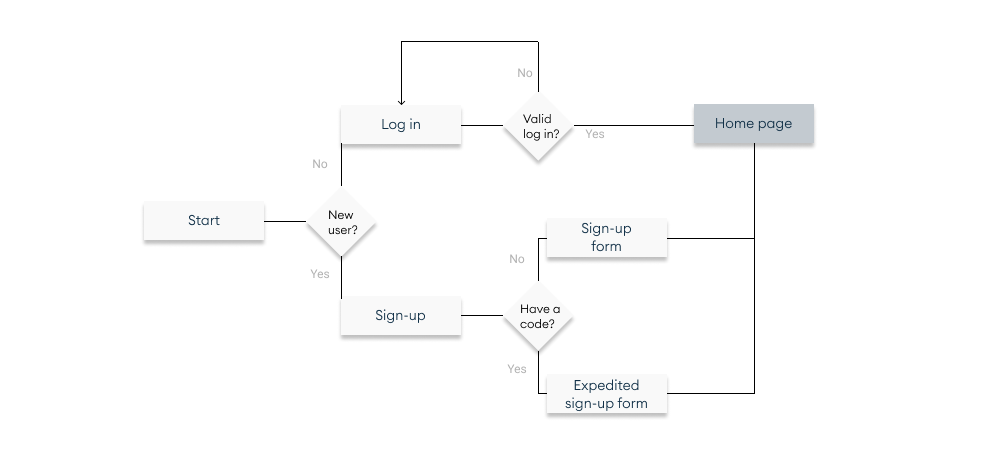 No
Log in
Valid
log in?
Yes
Home page
No
Start
New
user?
Yes
Sign-up
form
No
Sign-up
Have a
code?
Yes
Expedited
sign-up form